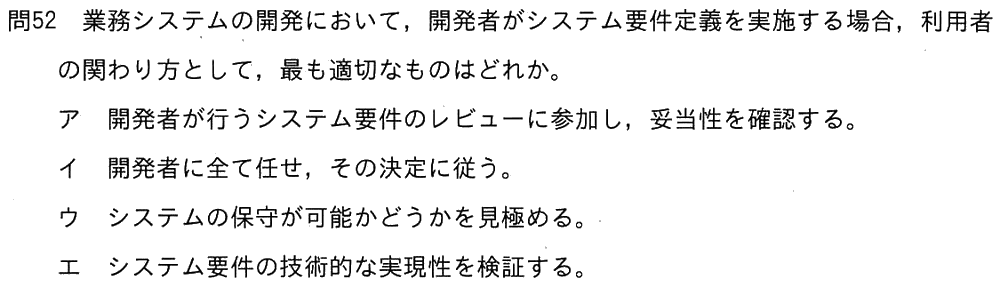 問52　業務システムの開発において，開発者がシステム要件定義を実施する場合，利用者
の関わり方として，最も適切なものはどれか。
ア　開発者が行うシステム要件のレビューに参加し，妥当性を確認する。
イ　開発者に全て任せ，その決定に従う。
ウ　システムの保守が可能かどうかを見極める。
エ　システム要件の技術的な実現性を検証する。